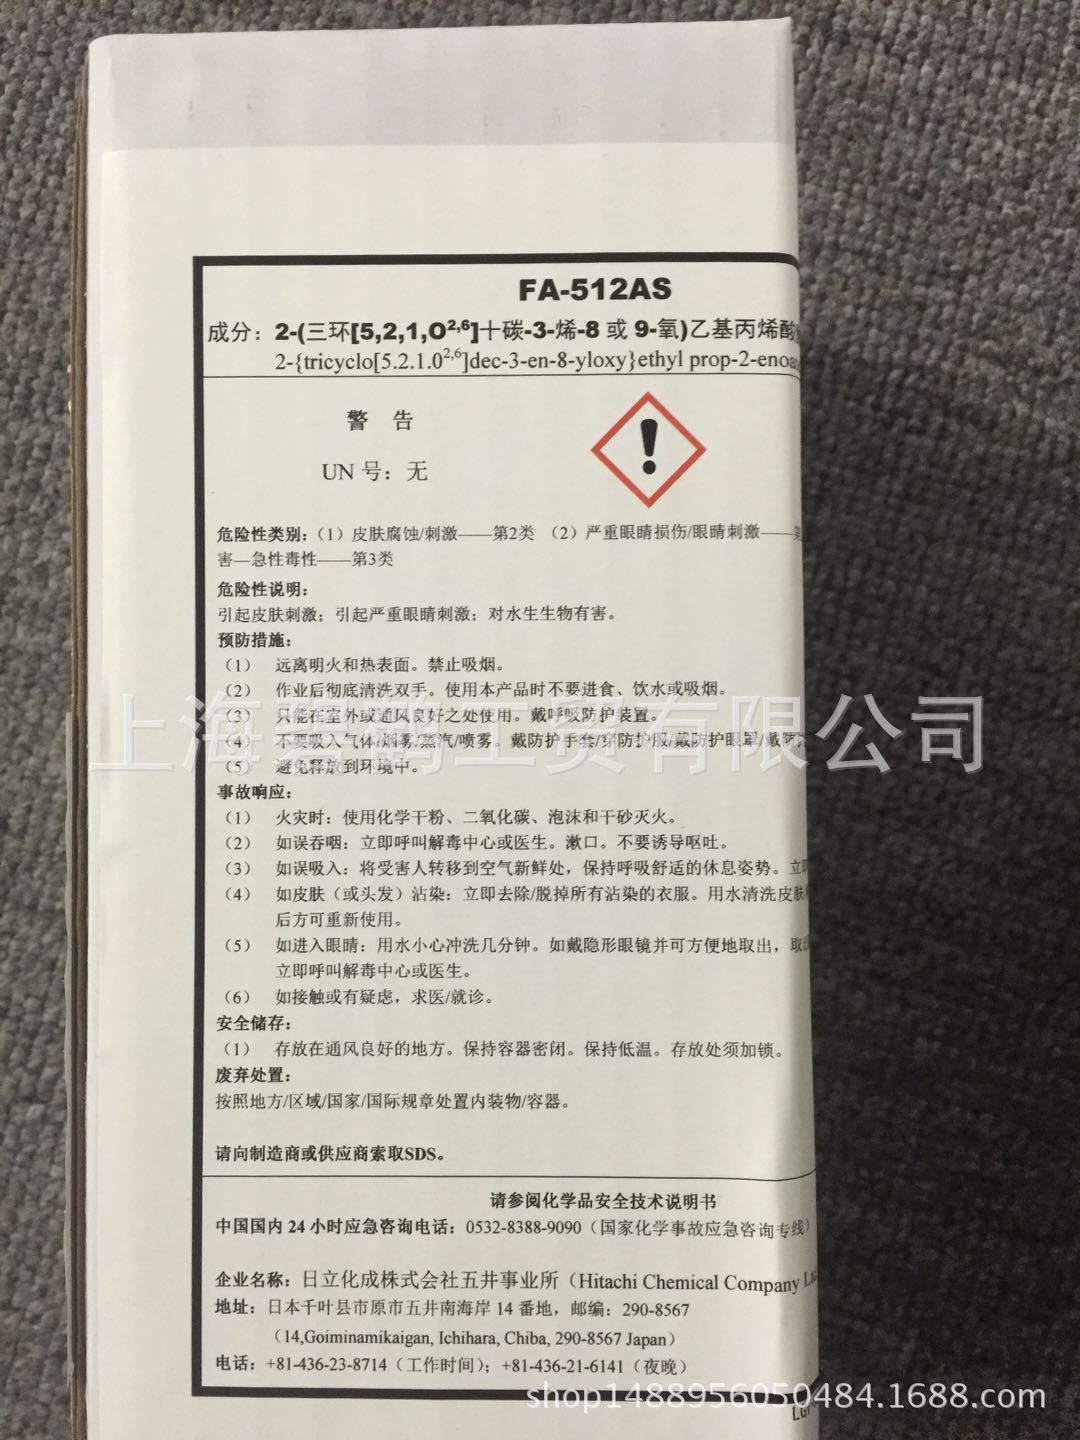 FA-512AS
成分：2-(三环[5,2,1,O2,6]十碳-3-烯-8 或 9-氧)乙基丙烯酸
2-{tricyclo[5.2.1.02,6]dec-3-en-8-yloxy}ethyl prop-2-enoa
警 告
UN 号：无
危险性类别：（1）皮肤腐蚀/刺激——第2类 （2）严重眼睛损伤/眼睛刺激——
害—急性毒性——第3类
危险性说明：
引起皮肤刺激；引起严重眼睛刺激；对水生生物有害。
预防措施：
（1） 远离明火和热表面。禁止吸烟。
（2） 作业后彻底清洗双手。使用本产品时不要进食、饮水或吸烟。
（3） 只能在室外或通风良好之处使用。戴呼吸防护装置。
（4） 不要吸入气体/烟雾/蒸汽/喷雾。戴防护手套/穿防护服/戴防护眼罩/戴防
（5） 避免释放到环境中。
上海 鹤工贸有限公司
事故响应：
（1） 火灾时：使用化学干粉、二氧化碳、泡沫和干砂灭火。
（2） 如误吞咽：立即呼叫解毒中心或医生。漱口。不要诱导呕吐。
（3） 如误吸入：将受害人转移到空气新鲜处，保持呼吸舒适的休息姿势。立
（4） 如皮肤（或头发）沾染：立即去除/脱掉所有沾染的衣服。用水清洗皮肤
后方可重新使用。
（5） 如进入眼睛：用水小心冲洗几分钟。如戴隐形眼镜并可方便地取出，取
立即呼叫解毒中心或医生。
（6） 如接触或有疑虑，求医/就诊。
安全储存：
（1） 存放在通风良好的地方。保持容器密闭。保持低温。存放处须加锁。
废弃处置：
按照地方/区域/国家/国际规章处置内装物/容器。
请向制造商或供应商索取SDS。
请参阅化学品安全技术说明书
中国国内 24 小时应急咨询电话：0532-8388-9090（国家化学事故应急咨询专线）
企业名称：日立化成株式会社五井事业所（Hitachi Chemical Company
地址：日本千叶县市原市五井南海岸 14 番地，邮编：290-8567
（14,Goiminamikaigan, Ichihara, Chiba, 290-8567 Japan）
电话：+81-436-23-8714（工作时间）；+81-436-21-6141（夜晚）
shop1488956050484.1688.com